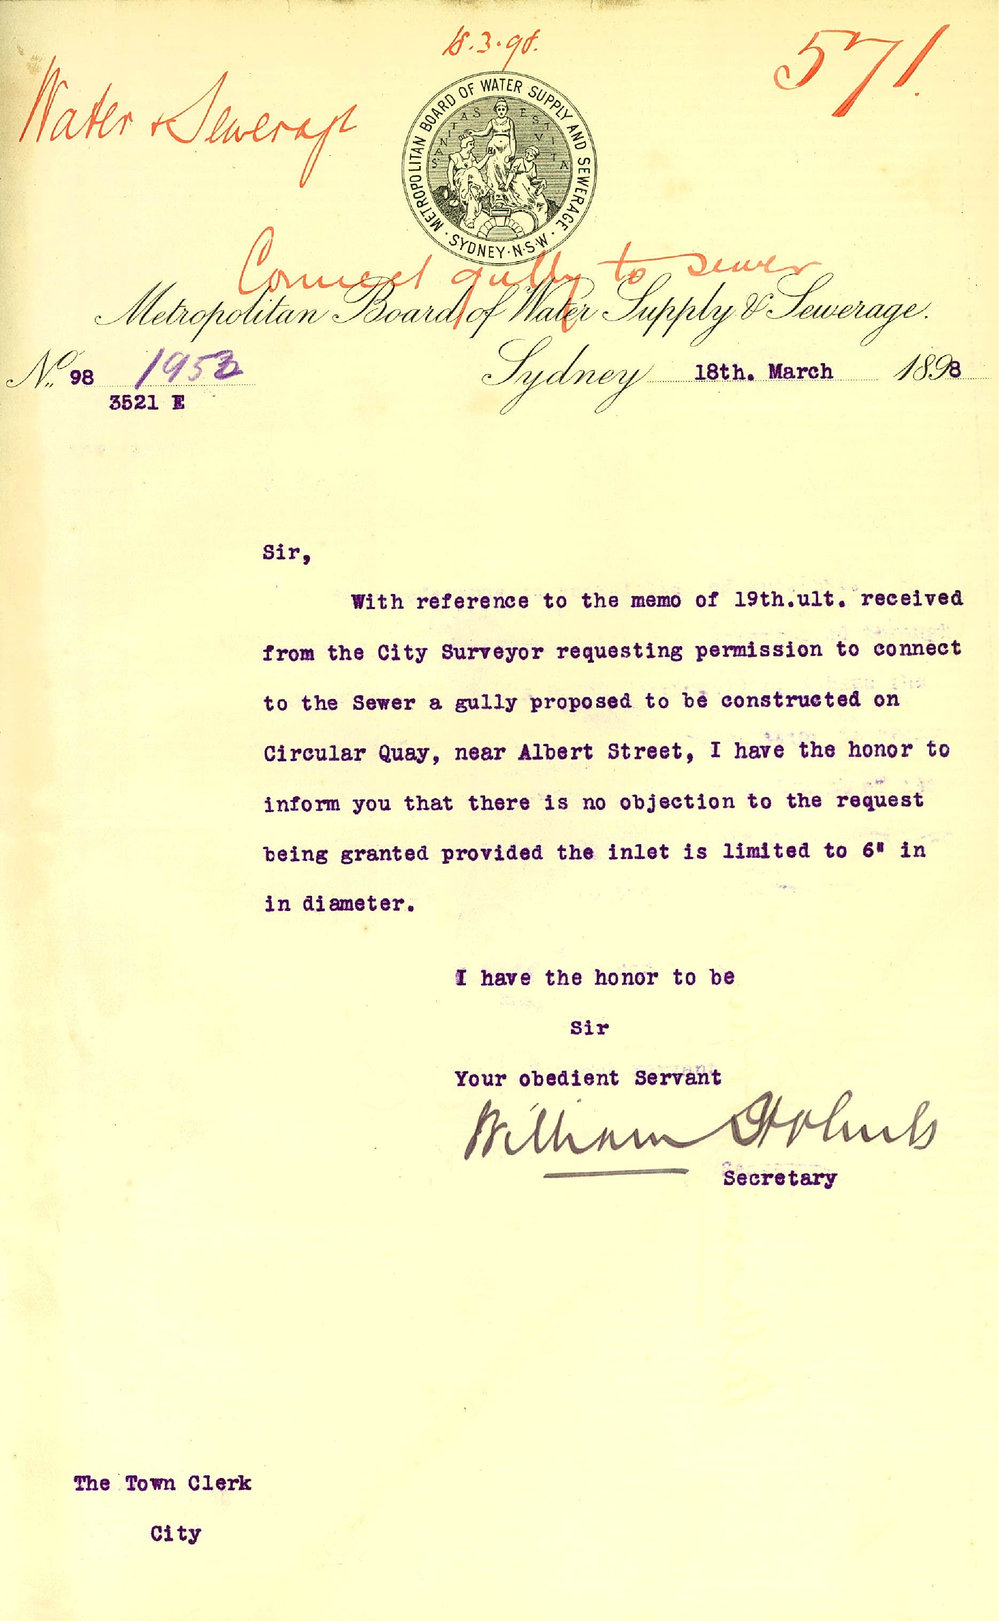 18.3.98.
571.
Water & Sewerage
METROPOLITAN BOARD OF WATER SUPPLY AND SEWERAGE.
SANITAS ESA VITA
· SYDNEY·N·S·W·
Connect gully to sewer
Metropolitan Board of Water Supply & Sewerage.
No. 98 1952
Sydney 18th. March 1898
3521 E
Sir,
With reference to the memo of 19th.ult. received
from the City Surveyor requesting permission to connect
to the Sewer a gully proposed to be constructed on
Circular Quay, near Albert Street, I have the honor to
inform you that there is no objection to the request
being granted provided the inlet is limited to 6" in
in diameter.
I have the honor to be
Sir
Your obedient Servant
William Holmes
Secretary
The Town Clerk
City